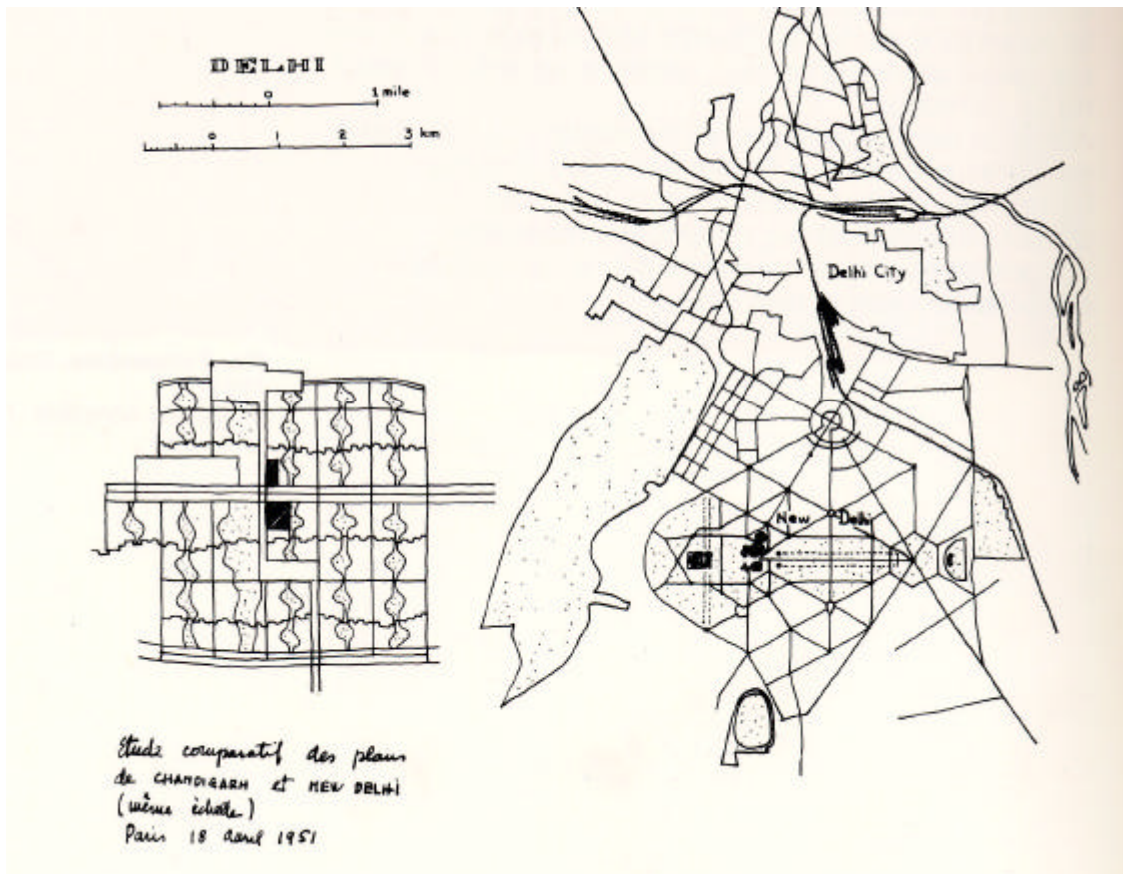 DELHI
0 1 mile
0 1 2 3 km
Delhi City
New Delhi
Etude comparatif des plans
de CHANDIGARH et NEW DELHI
(même échelle)
Paris 18 avril 1951